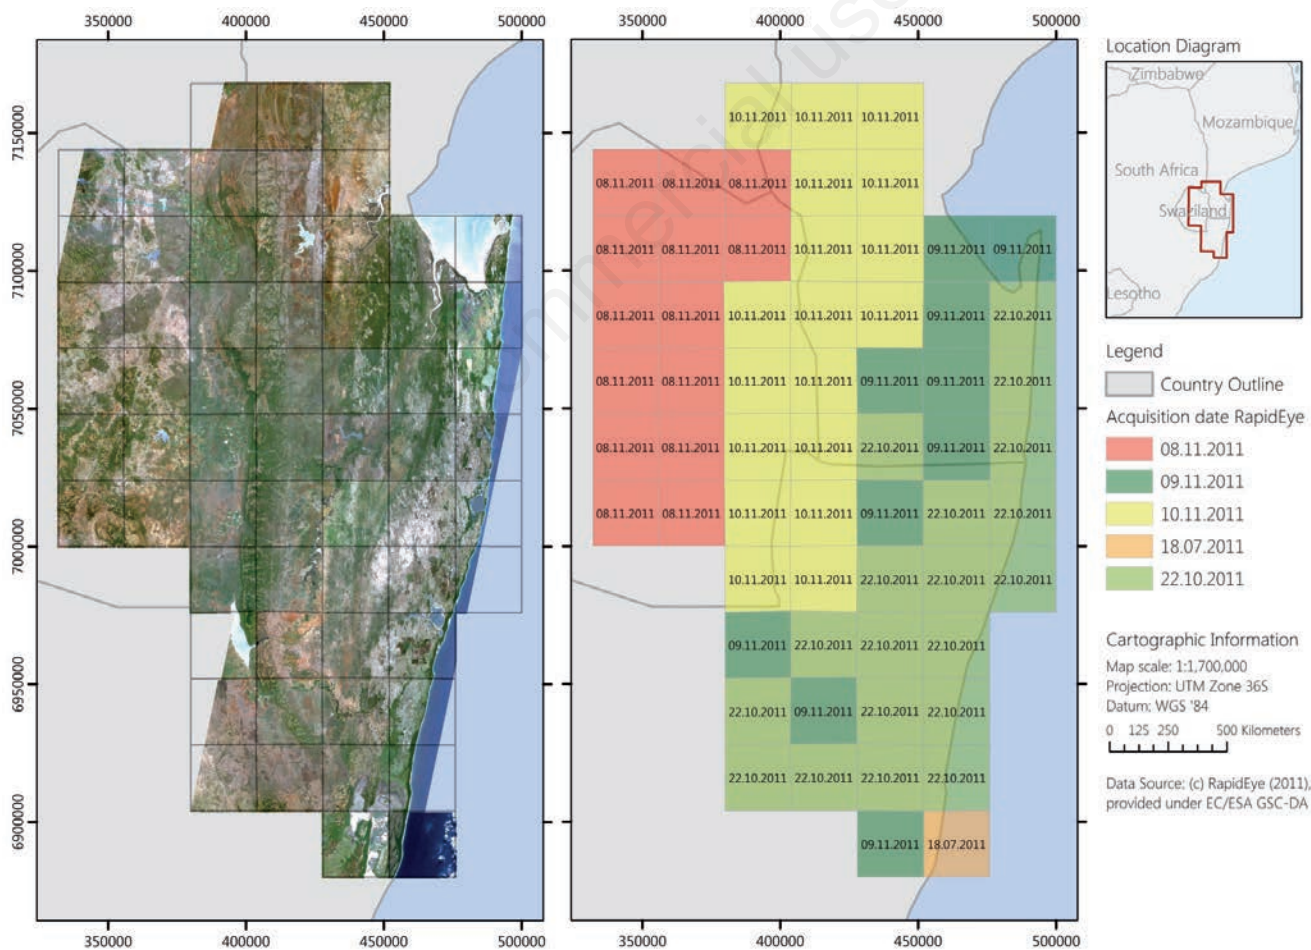 350000 400000 450000 500000 350000 400000 450000 500000
Location Diagram
Zimbabwe
Mozambique
South Africa
Swaziland
Lesotho
7150000
7100000
7050000
7000000
6950000
6900000
10.11.2011 10.11.2011 10.11.2011
08.11.2011 08.11.2011 08.11.2011 10.11.2011 10.11.2011
08.11.2011 08.11.2011 08.11.2011 10.11.2011 10.11.2011 09.11.2011 09.11.2011
08.11.2011 08.11.2011 10.11.2011 10.11.2011 10.11.2011 09.11.2011 22.10.2011
08.11.2011 08.11.2011 10.11.2011 10.11.2011 09.11.2011 09.11.2011 22.10.2011
08.11.2011 08.11.2011 10.11.2011 10.11.2011 22.10.2011 09.11.2011 22.10.2011
08.11.2011 08.11.2011 10.11.2011 10.11.2011 09.11.2011 22.10.2011 22.10.2011
10.11.2011 10.11.2011 22.10.2011 22.10.2011 22.10.2011
09.11.2011 22.10.2011 22.10.2011 22.10.2011
22.10.2011 09.11.2011 22.10.2011 22.10.2011
22.10.2011 22.10.2011 22.10.2011 22.10.2011
09.11.2011 18.07.2011
Legend
Country Outline
Acquisition date RapidEye
08.11.2011
09.11.2011
10.11.2011
18.07.2011
22.10.2011
Cartographic Information
Map scale: 1:1,700,000
Projection: UTM Zone 36S
Datum: WGS '84
0 125 250 500 Kilometers
Data Source: (c) RapidEye (2011),
provided under EC/ESA GSC-DA
350000 400000 450000 500000 350000 400000 450000 500000